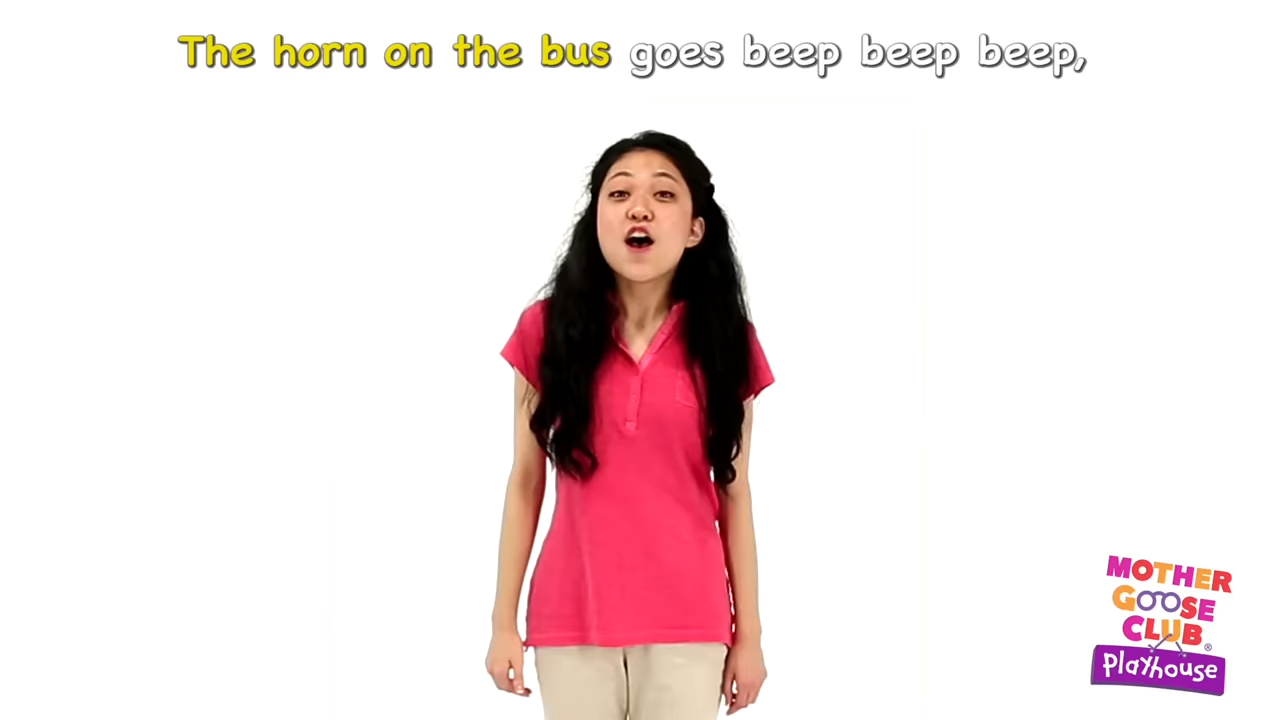 The horn on the bus goes beep beep beep,
MOTHER
GOOSE
CLUB®
Playhouse